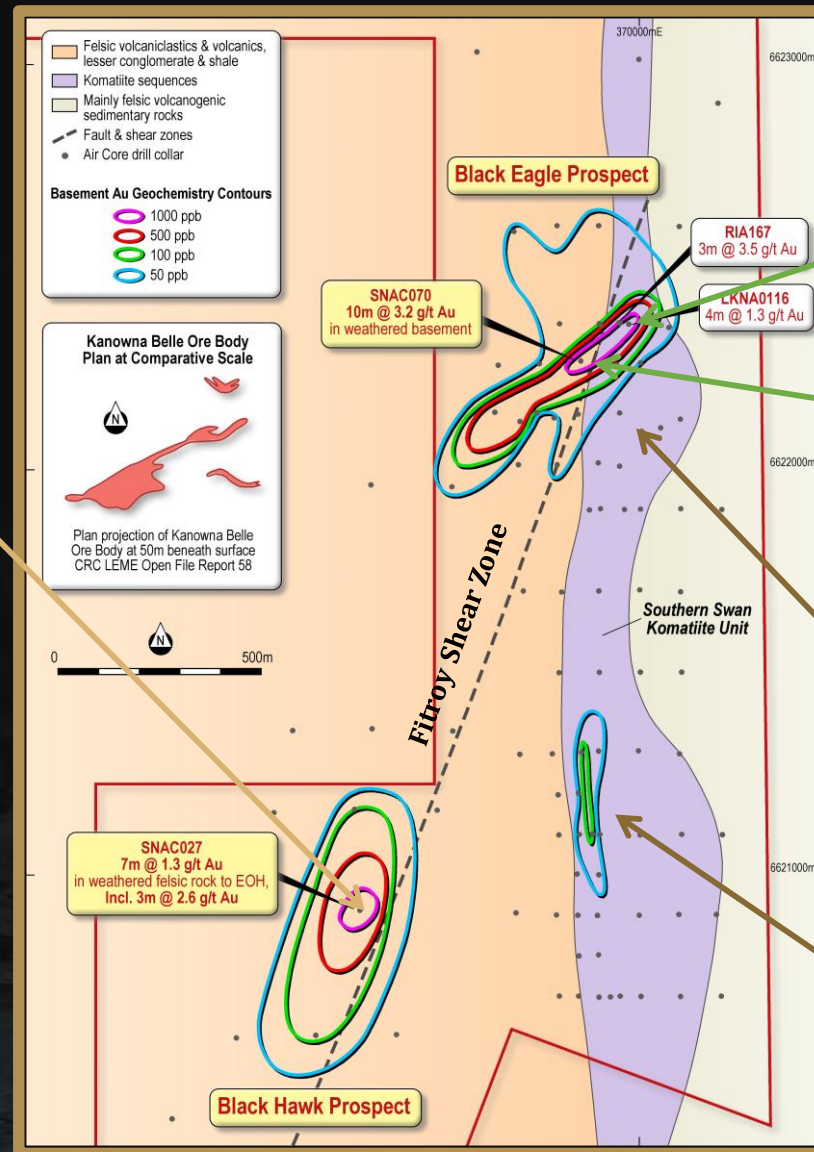 Felsic volcaniclastics & volcanics,
lesser conglomerate & shale
Komatiite sequences
Mainly felsic volcanogenic
sedimentary rocks
Fault & shear zones
Air Core drill collar
Basement Au Geochemistry Contours
1000 ppb
500 ppb
100 ppb
50 ppb
370000mE
6623000m
Black Eagle Prospect
RIA167
3m @ 3.5 g/t Au
LKNA0116
4m @ 1.3 g/t Au
SNAC070
10m @ 3.2 g/t Au
in weathered basement
Kanowna Belle Ore Body
Plan at Comparative Scale
N
Plan projection of Kanowna Belle
Ore Body at 50m beneath surface
CRC LEME Open File Report 58
6622000m
N
0 500m
Fitroy Shear Zone
Southern Swan
Komatiite Unit
SNAC027
7m @ 1.3 g/t Au
in weathered felsic rock to EOH,
Incl. 3m @ 2.6 g/t Au
6621000m
Black Hawk Prospect